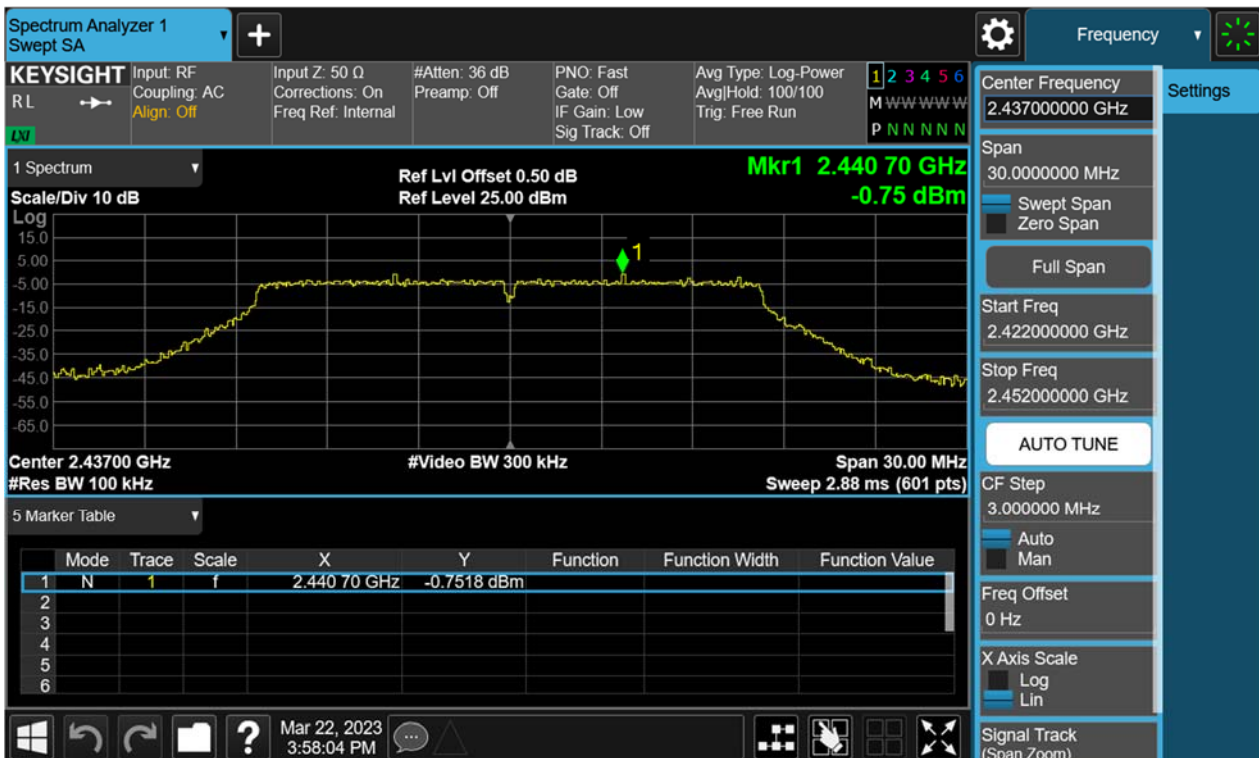 Spectrum Analyzer 1
Swept SA
+
Frequency
KEYSIGHT
R L
LXI
Input: RF
Coupling: AC
Align: Off
Input Z: 50 Ω
Corrections: On
Freq Ref: Internal
#Atten: 36 dB
Preamp: Off
PNO: Fast
Gate: Off
IF Gain: Low
Sig Track: Off
Avg Type: Log-Power
Avg|Hold: 100/100
Trig: Free Run
1 2 3 4 5 6
M W W W W W
P N N N N N
1 Spectrum
Scale/Div 10 dB
Ref Lvl Offset 0.50 dB
Ref Level 25.00 dBm
Mkr1 2.440 70 GHz
-0.75 dBm
Log
15.0
5.00
-5.00
-15.0
-25.0
-35.0
-45.0
-55.0
-65.0
1
Center 2.43700 GHz
#Res BW 100 kHz
#Video BW 300 kHz
Span 30.00 MHz
Sweep 2.88 ms (601 pts)
5 Marker Table
Mode Trace Scale X Y Function Function Width Function Value
1 N 1 f 2.440 70 GHz -0.7518 dBm
2
3
4
5
6
Mar 22, 2023
3:58:04 PM
?
Settings
Center Frequency
2.437000000 GHz
Span
30.0000000 MHz
Swept Span
Zero Span
Full Span
Start Freq
2.422000000 GHz
Stop Freq
2.452000000 GHz
AUTO TUNE
CF Step
3.000000 MHz
Auto
Man
Freq Offset
0 Hz
X Axis Scale
Log
Lin
Signal Track
(Span Zoom)